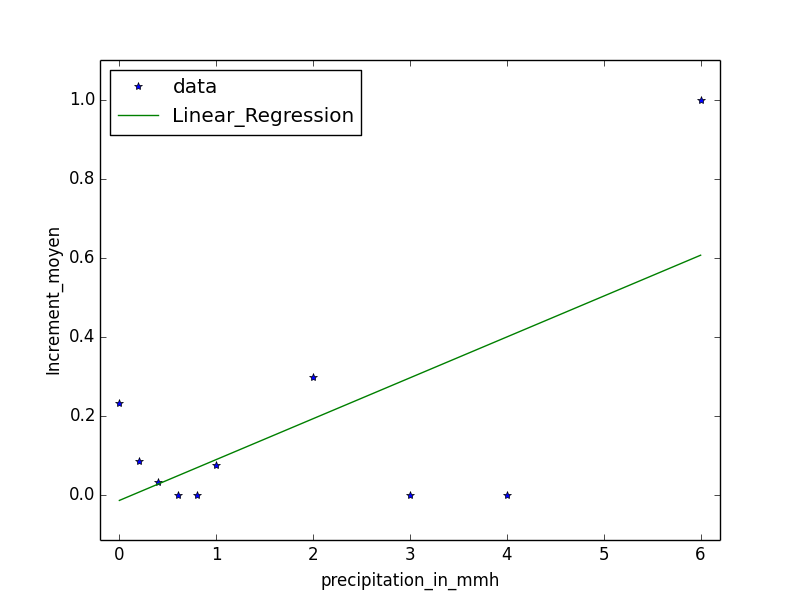 data
Linear_Regression
1.0
0.8
0.6
0.4
0.2
0.0
Increment_moyen
0 1 2 3 4 5 6
precipitation_in_mmh